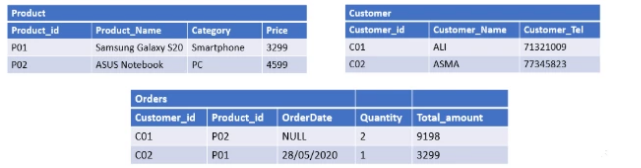 Product
Product_id Product_Name Category Price
P01 Samsung Galaxy S20 Smartphone 3299
P02 ASUS Notebook PC 4599
Customer
Customer_id Customer_Name Customer_Tel
C01 ALI 71321009
C02 ASMA 77345823
Orders
Customer_id Product_id OrderDate Quantity Total_amount
C01 P02 NULL 2 9198
C02 P01 28/05/2020 1 3299